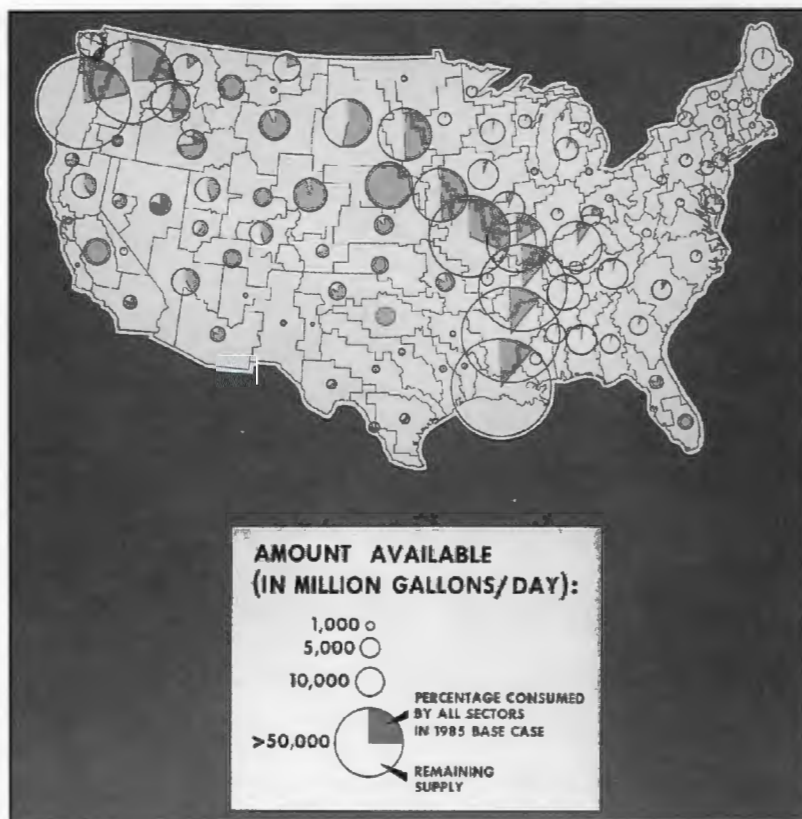 AMOUNT AVAILABLE
(IN MILLION GALLONS/DAY):
1,000
5,000
10,000
>50,000
PERCENTAGE CONSUMED
BY ALL SECTORS
IN 1985 BASE CASE
REMAINING
SUPPLY